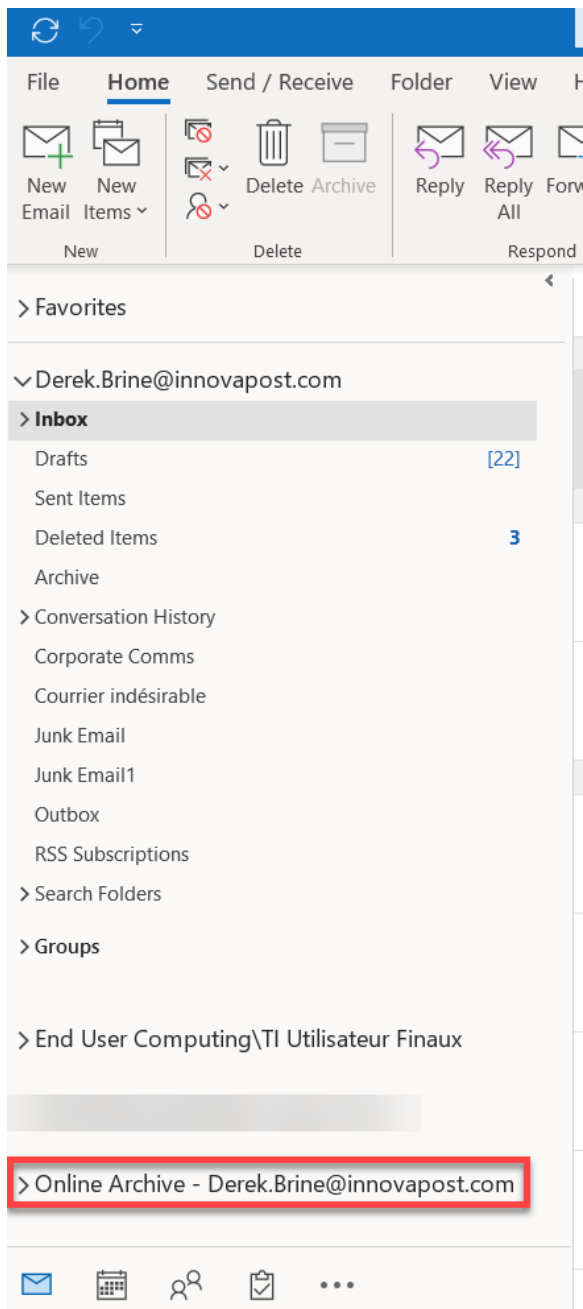 File Home Send / Receive Folder View
New Email
New Items
Delete
Archive
Reply
Reply All
New
Delete
Respond
Favorites
Derek.Brine@innovapost.com
Inbox
Drafts [22]
Sent Items
Deleted Items 3
Archive
Conversation History
Corporate Comms
Courrier indésirable
Junk Email
Junk Email1
Outbox
RSS Subscriptions
Search Folders
Groups
End User Computing\TI Utilisateur Finaux
Online Archive - Derek.Brine@innovapost.com